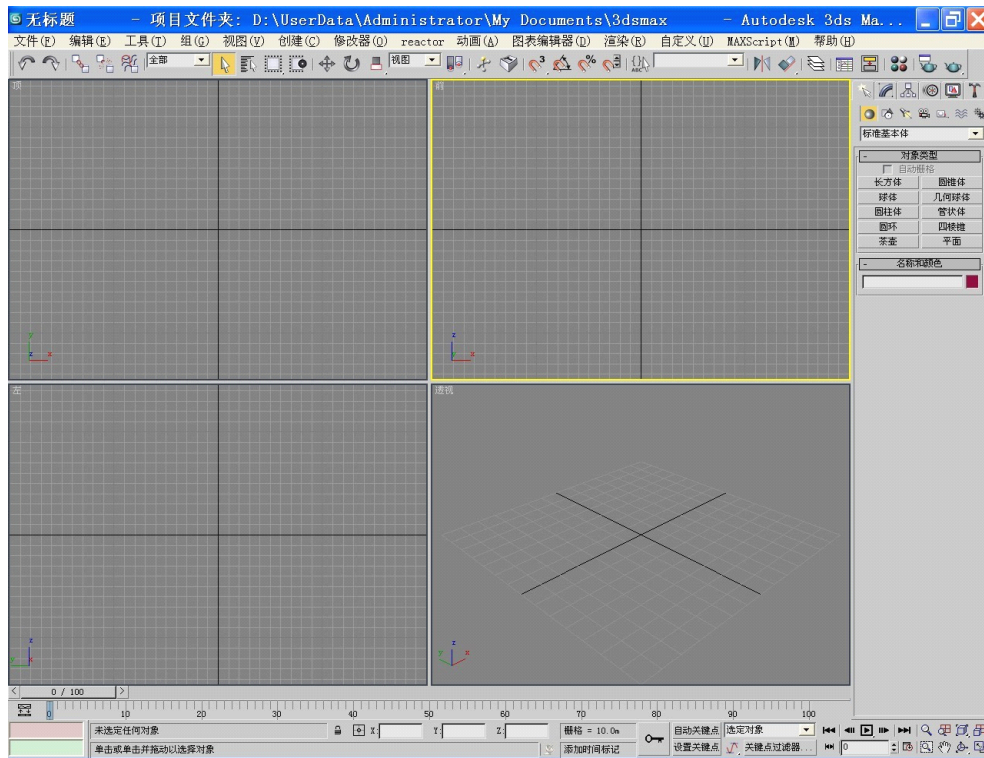 无标题 - 项目文件夹: D:\UserData\Administrator\My Documents\3dsmax - Autodesk 3ds Ma...
文件(F) 编辑(E) 工具(T) 组(G) 视图(V) 创建(C) 修改器(O) reactor 动画(A) 图表编辑器(D) 渲染(R) 自定义(U) MAXScript(M) 帮助(H)
全部 视图 3 % ABC
顶 前
标准基本体
- 对象类型
自动栅格
长方体 圆锥体
球体 几何球体
圆柱体 管状体
圆环 四棱锥
茶壶 平面
- 名称和颜色
y z
z x y x
左 透视
z z
y x y x
< 0 / 100 >
0 10 20 30 40 50 60 70 80 90 100
未选定任何对象 X: Y: Z: 栅格 = 10.0m 自动关键点 选定对象
单击或单击并拖动以选择对象 添加时间标记 设置关键点 关键点过滤器... 0